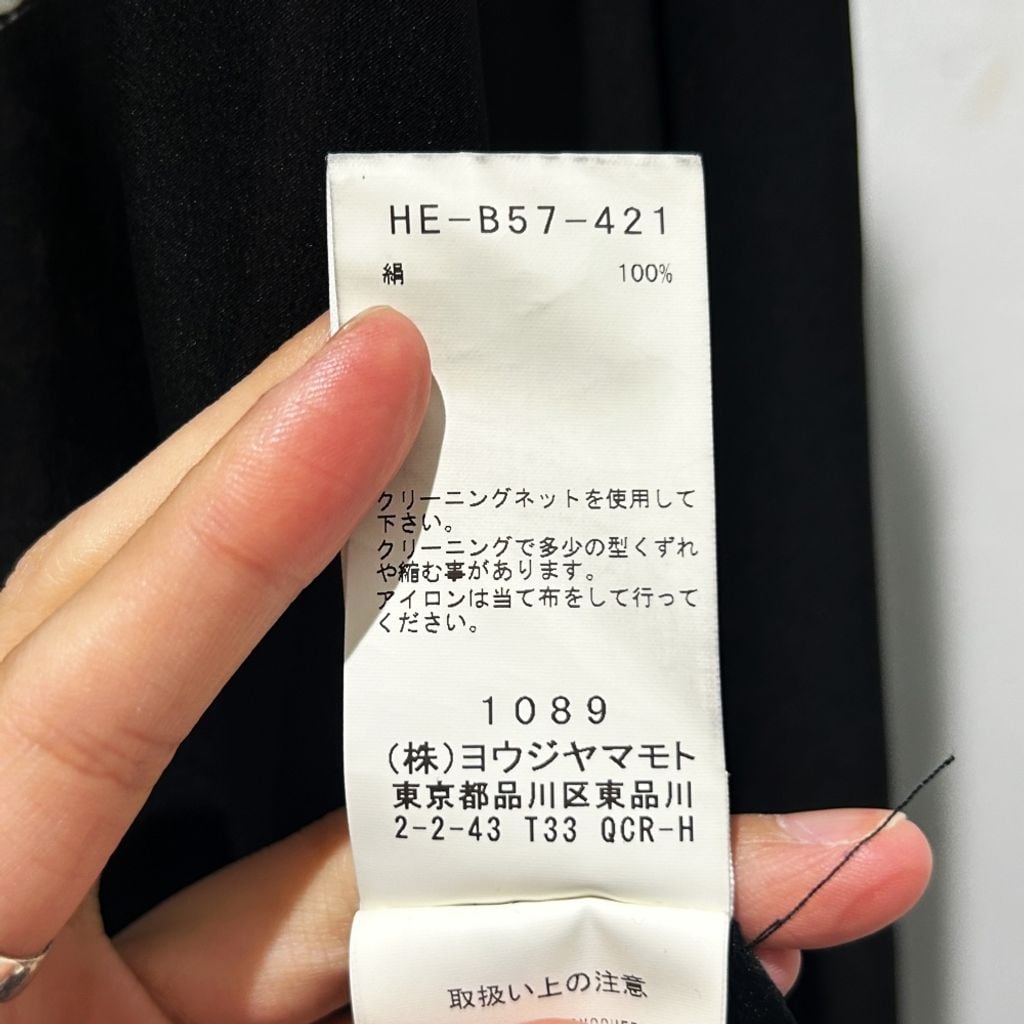 HE-B57-421
絹 100%
クリーニングネットを使用して
下さい。
クリーニングで多少の型くずれ
や縮む事があります。
アイロンは当て布をして行って
ください。
1089
(株)ヨウジヤマモト
東京都品川区東品川
2-2-43 T33 QCR-H
取扱い上の注意